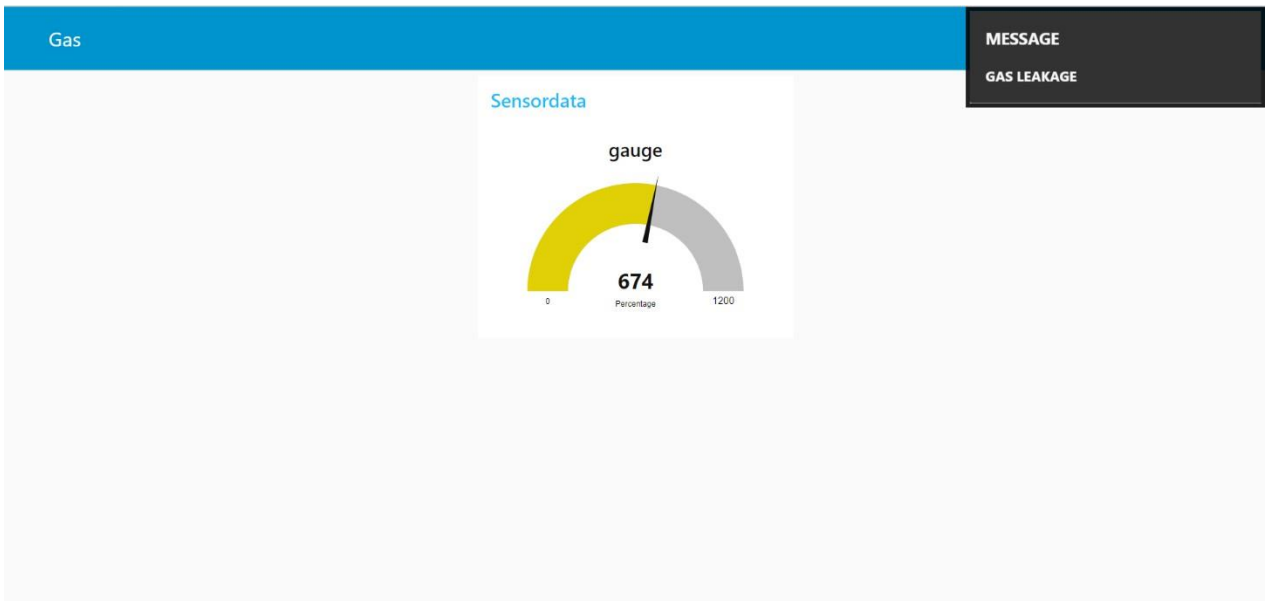 Gas
MESSAGE
GAS LEAKAGE
Sensordata
gauge
674
0
Percentage
1200